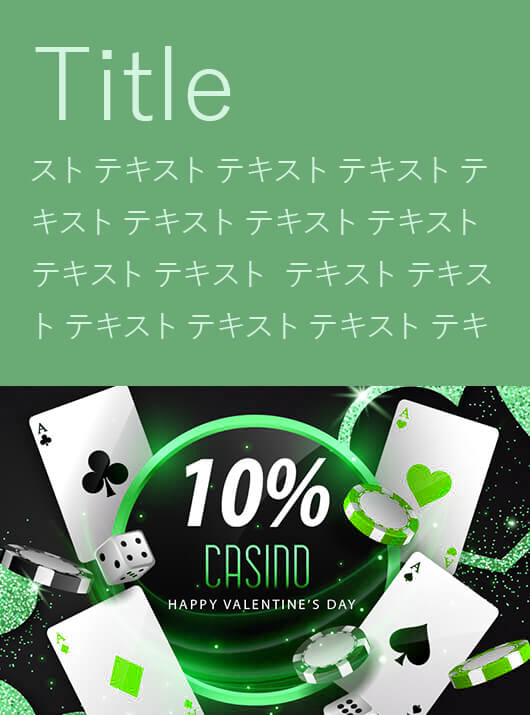 Title
スト テキスト テキスト テキスト テ
キスト テキスト テキスト テキスト
テキスト テキスト テキスト テキス
ト テキスト テキスト テキスト テキ
A
A
10%
CASINO
HAPPY VALENTINE'S DAY
A
A